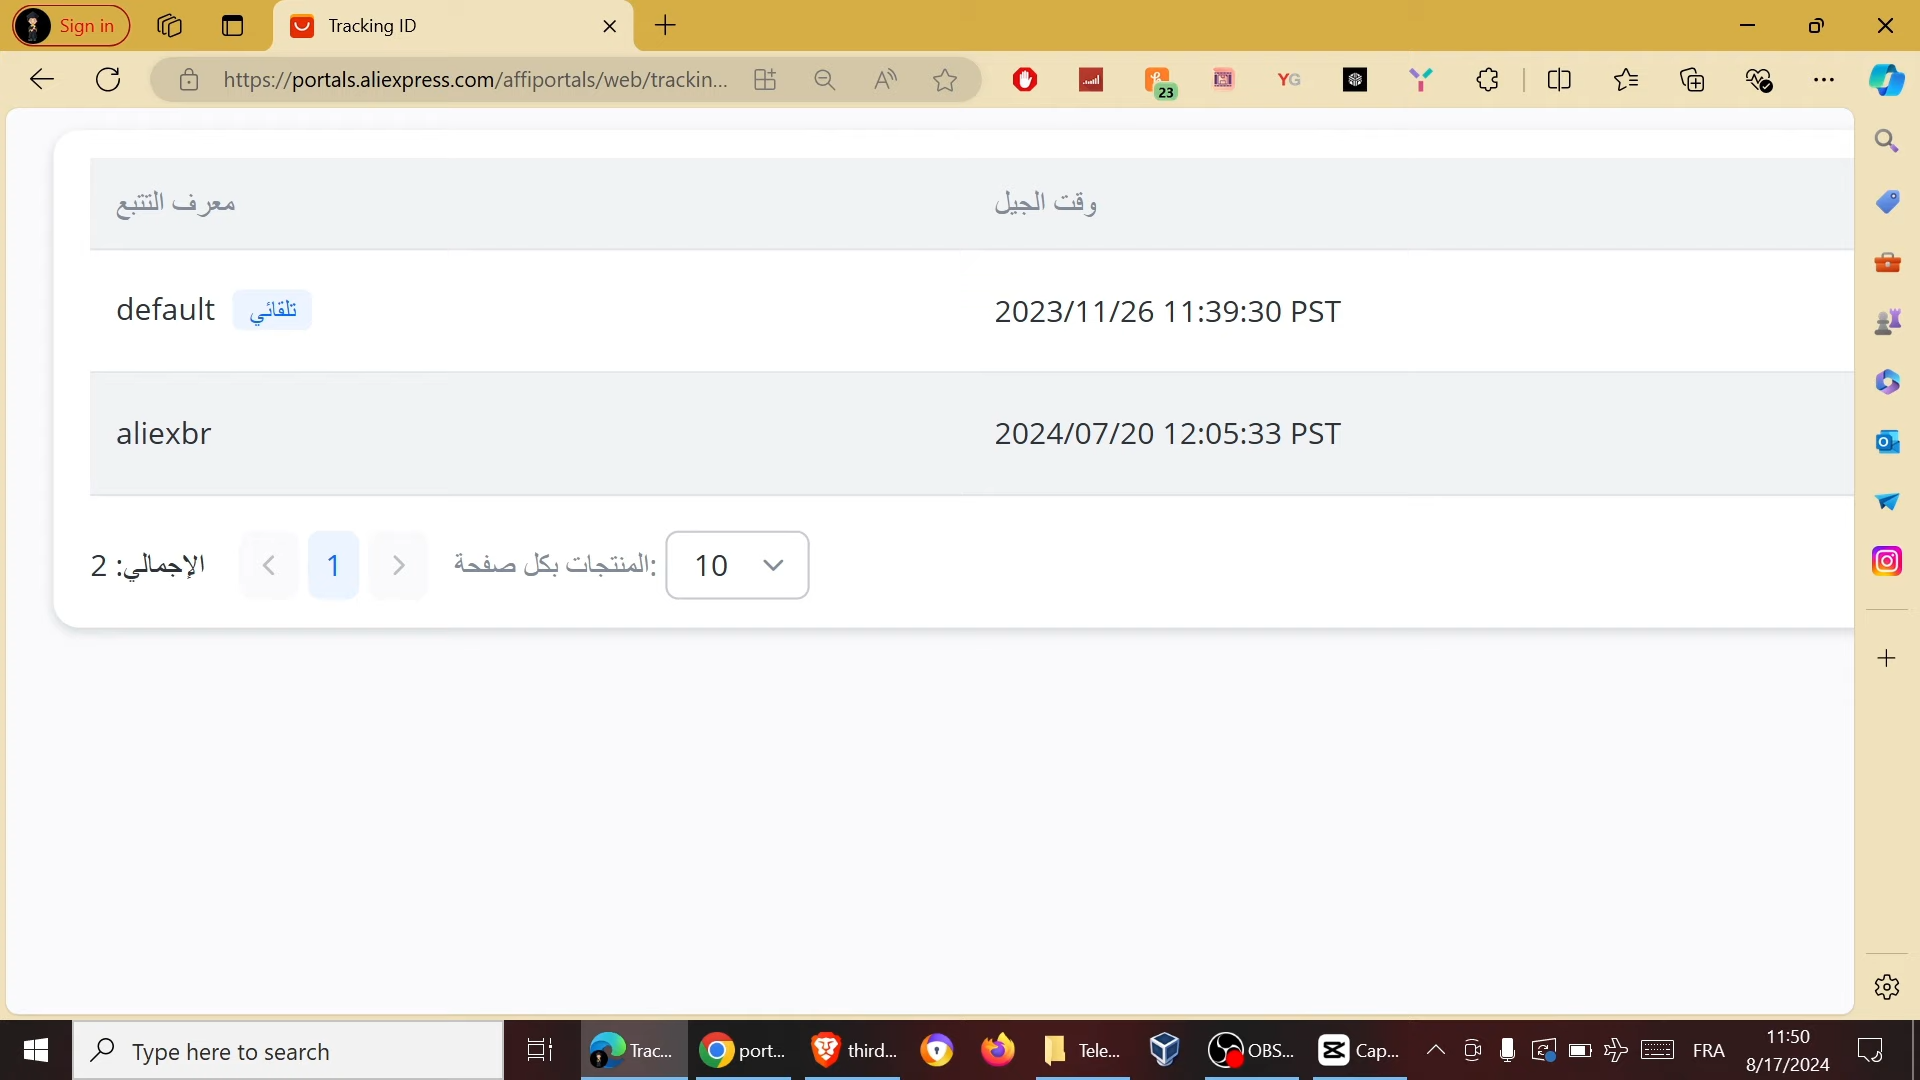 Sign in
Tracking ID
https://portals.aliexpress.com/affiportals/web/trackin...
23
YG
معرف التتبع
وقت الجيل
default
تلقائي
2023/11/26 11:39:30 PST
aliexbr
2024/07/20 12:05:33 PST
الإجمالي: 2
1
المنتجات بكل صفحة:
10
Type here to search
Trac...
port...
third...
Tele...
OBS...
Cap...
FRA
11:50
8/17/2024